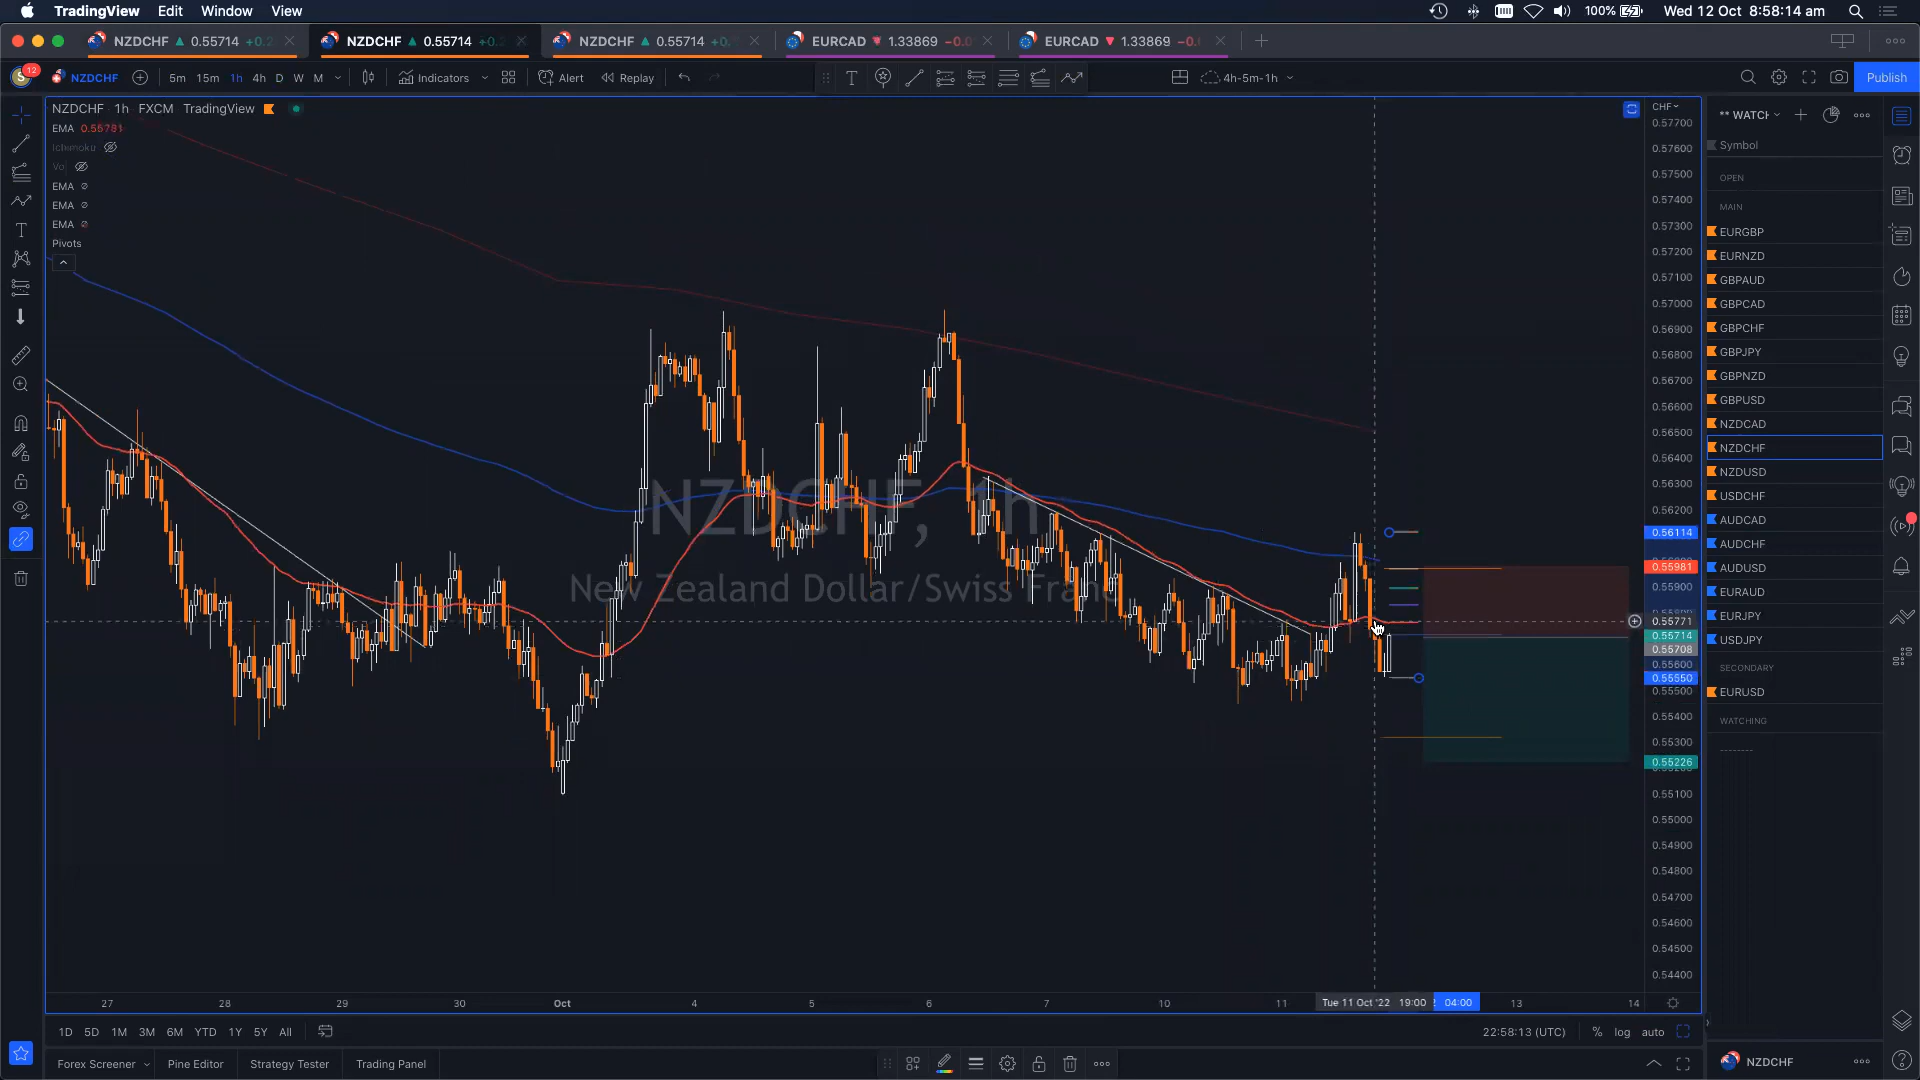 TradingView Edit Window View
100% Wed 12 Oct 8:58:14 am
NZDCHF 0.55714
NZDCHF 0.55714
NZDCHF 0.55714
EURCAD 1.33869
EURCAD 1.33869
12 NZDCHF 5m 15m 1h 4h D W M Indicators Alert Replay T 4h-5m-1h Publish
NZDCHF 1h FXCM TradingView
EMA 0.55781
Ichimoku
Vol
EMA
EMA
EMA
Pivots
NZDCHF, 1h
New Zealand Dollar/Swiss Franc
CHF
0.57700
0.57600
0.57500
0.57400
0.57300
0.57200
0.57100
0.57000
0.56900
0.56800
0.56700
0.56600
0.56500
0.56400
0.56300
0.56200
0.56114
0.55981
0.55900
0.55771
0.55714
0.55708
0.55600
0.55550
0.55500
0.55400
0.55300
0.55226
0.55100
0.55000
0.54900
0.54800
0.54700
0.54600
0.54500
0.54400
27 28 29 30 Oct 4 5 6 7 10 11 Tue 11 Oct '22 19:00 04:00 13 14
1D 5D 1M 3M 6M YTD 1Y 5Y All
22:58:13 (UTC) % log auto
Forex Screener Pine Editor Strategy Tester Trading Panel
** WATCH
Symbol
OPEN
MAIN
EURGBP
EURNZD
GBPAUD
GBPCAD
GBPCHF
GBPJPY
GBPNZD
GBPUSD
NZDCAD
NZDCHF
NZDUSD
USDCHF
AUDCAD
AUDCHF
AUDUSD
EURAUD
EURJPY
USDJPY
SECONDARY
EURUSD
WATCHING
--------
NZDCHF